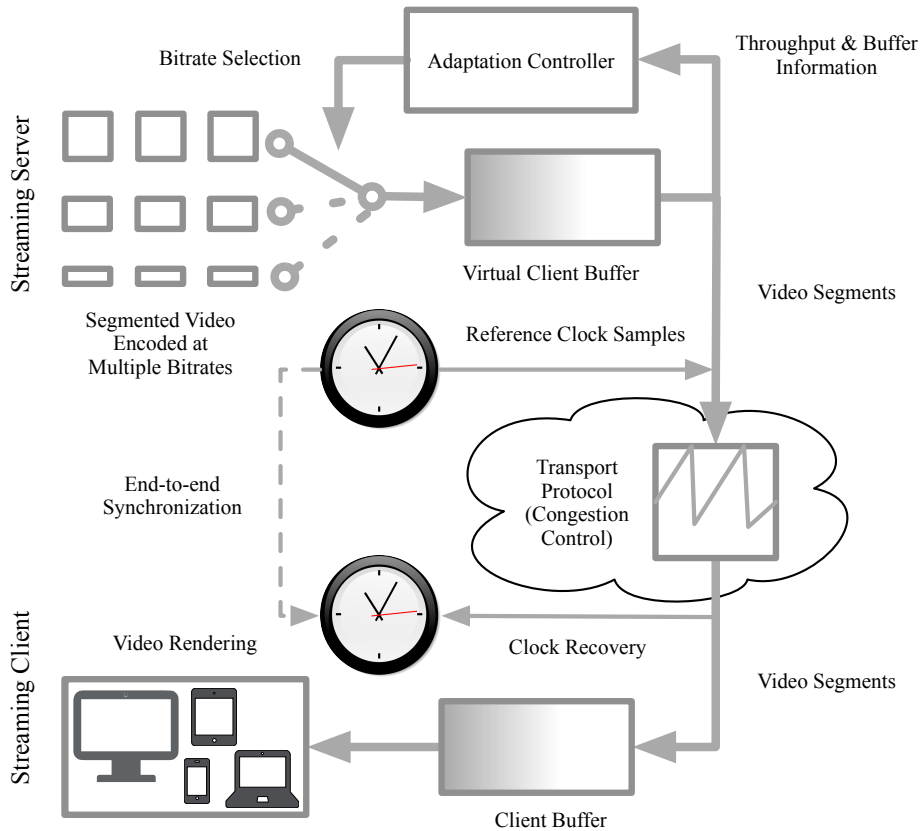 Bitrate Selection
Adaptation Controller
Throughput & Buffer
Information
Streaming Server
Virtual Client Buffer
Video Segments
Segmented Video
Encoded at
Multiple Bitrates
Reference Clock Samples
Transport
Protocol
(Congestion
Control)
End-to-end
Synchronization
Clock Recovery
Video Rendering
Video Segments
Streaming Client
Client Buffer